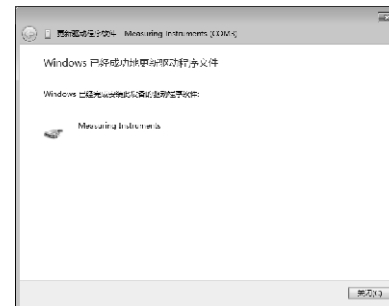 更新驱动程序软件 - Measuring Instruments (COM3)
Windows 已经成功地更新驱动程序文件
Windows 已经完成安装此设备的驱动程序软件:
Measuring Instruments
关闭(C)